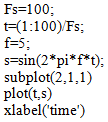 Fs=100;
t=(1:100)/Fs;
f=5;
s=sin(2*pi*f*t);
subplot(2,1,1)
plot(t,s)
xlabel('time')